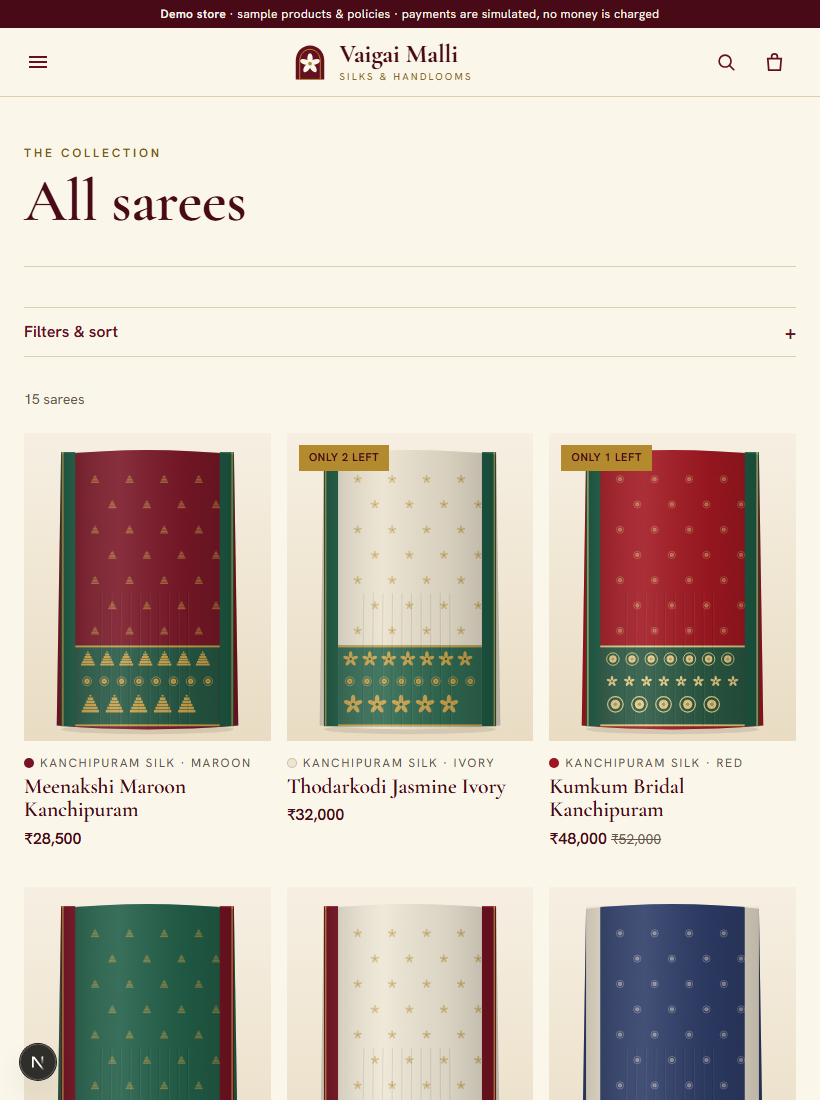 Demo store · sample products & policies · payments are simulated, no money is charged
Vaigai Malli
SILKS & HANDLOOMS
THE COLLECTION
All sarees
Filters & sort +
15 sarees
ONLY 2 LEFT
ONLY 1 LEFT
KANCHIPURAM SILK · MAROON
Meenakshi Maroon
Kanchipuram
₹28,500
KANCHIPURAM SILK · IVORY
Thodarkodi Jasmine Ivory
₹32,000
KANCHIPURAM SILK · RED
Kumkum Bridal
Kanchipuram
₹48,000 ₹52,000
N